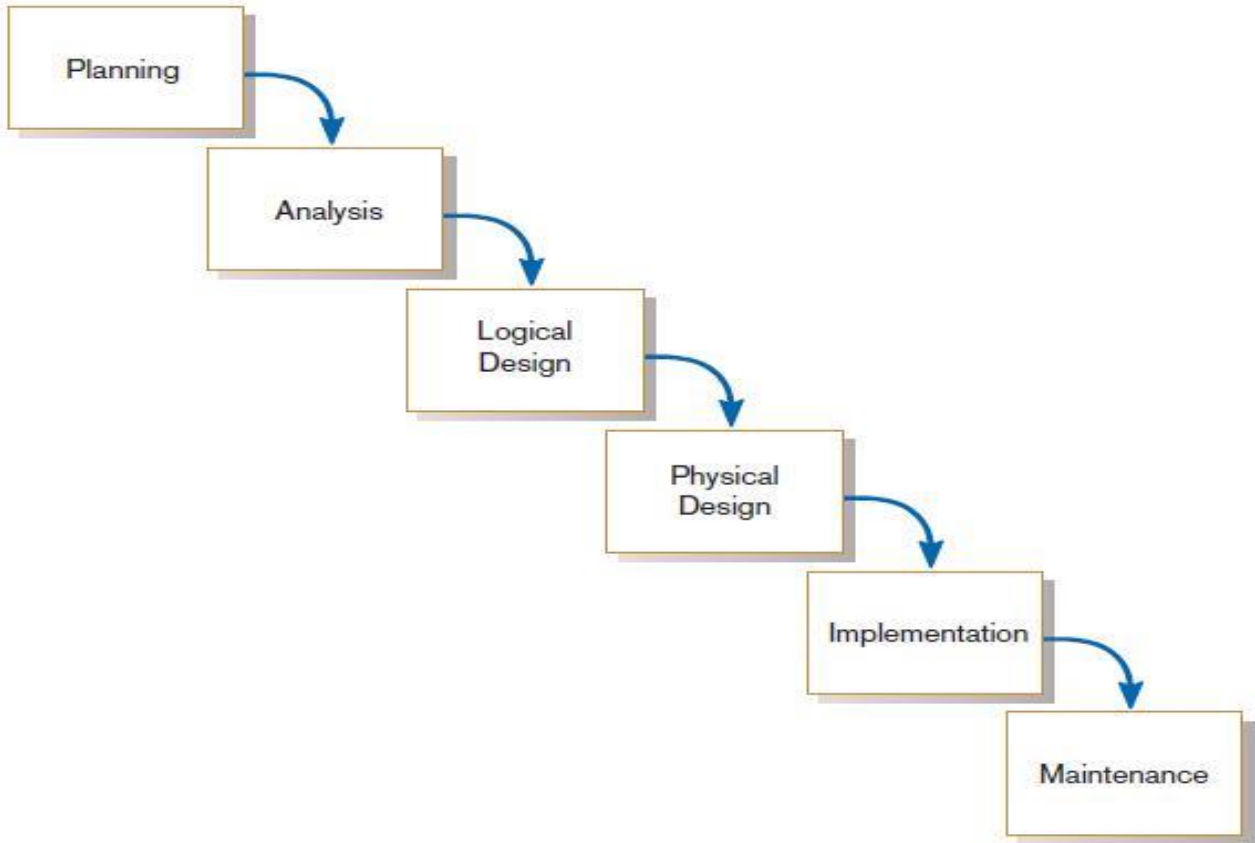 Planning
Analysis
Logical
Design
Physical
Design
Implementation
Maintenance